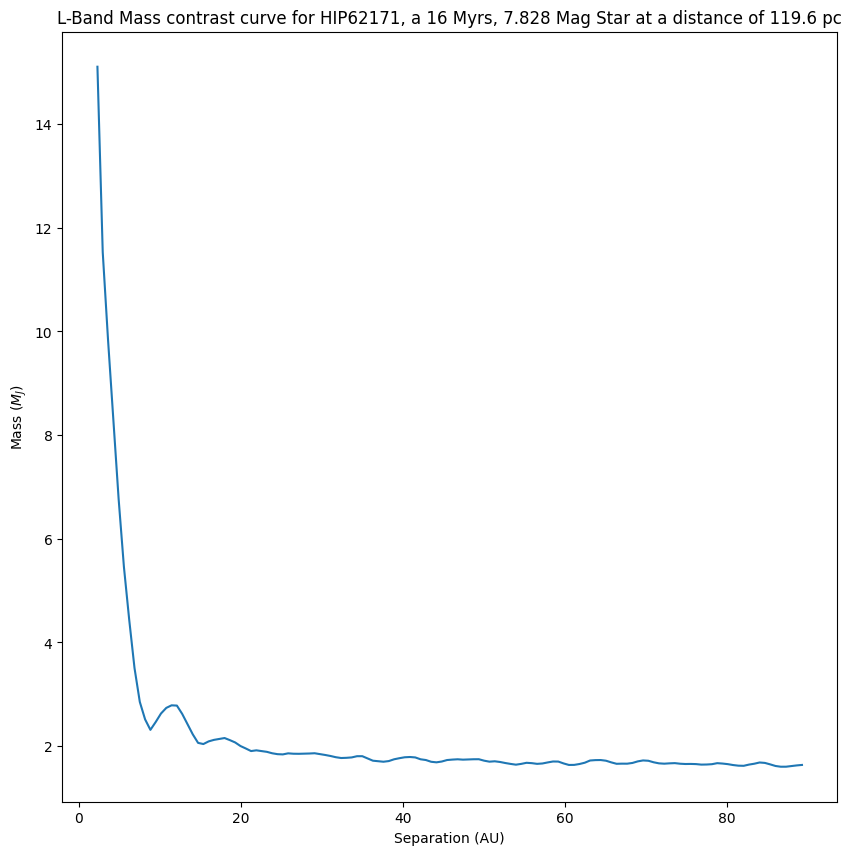 L-Band Mass contrast curve for HIP62171, a 16 Myrs, 7.828 Mag Star at a distance of 119.6 pc
14
12
10
8
6
4
2
Mass (M_J)
0 20 40 60 80
Separation (AU)